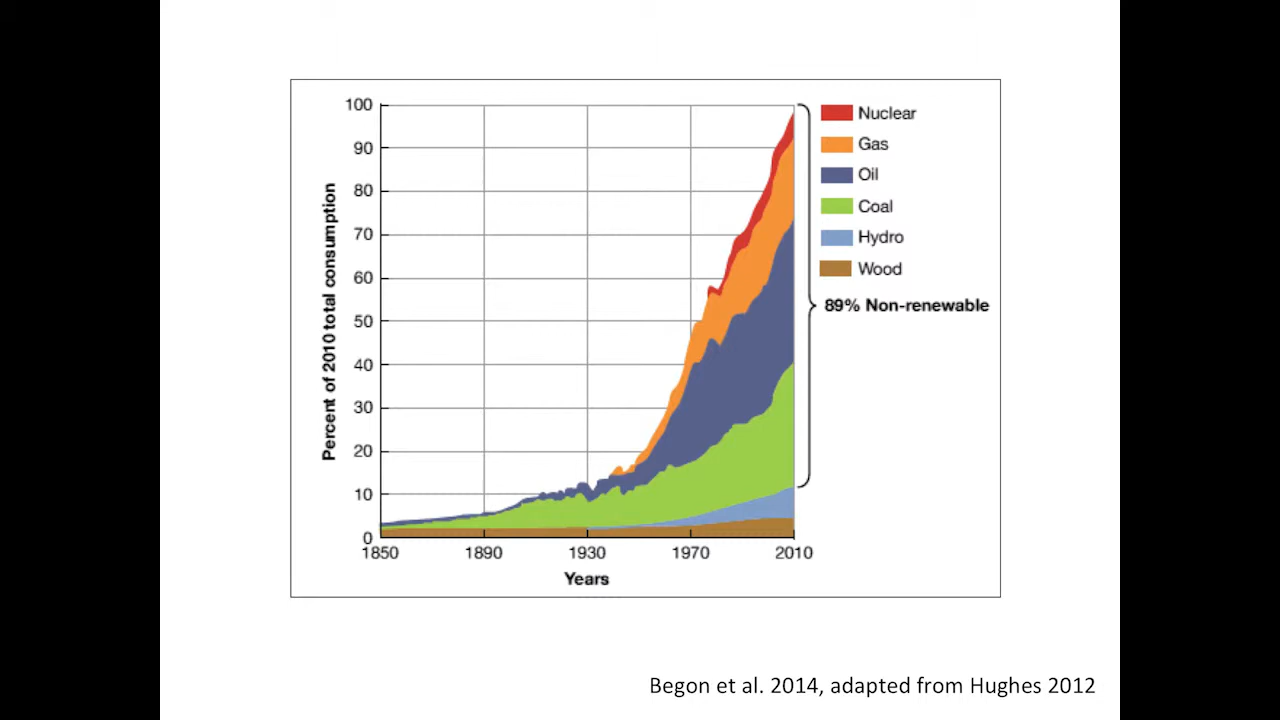 100
90
80
70
60
50
40
30
20
10
0
Percent of 2010 total consumption
1850 1890 1930 1970 2010
Years
Nuclear
Gas
Oil
Coal
Hydro
Wood
89% Non-renewable
Begon et al. 2014, adapted from Hughes 2012